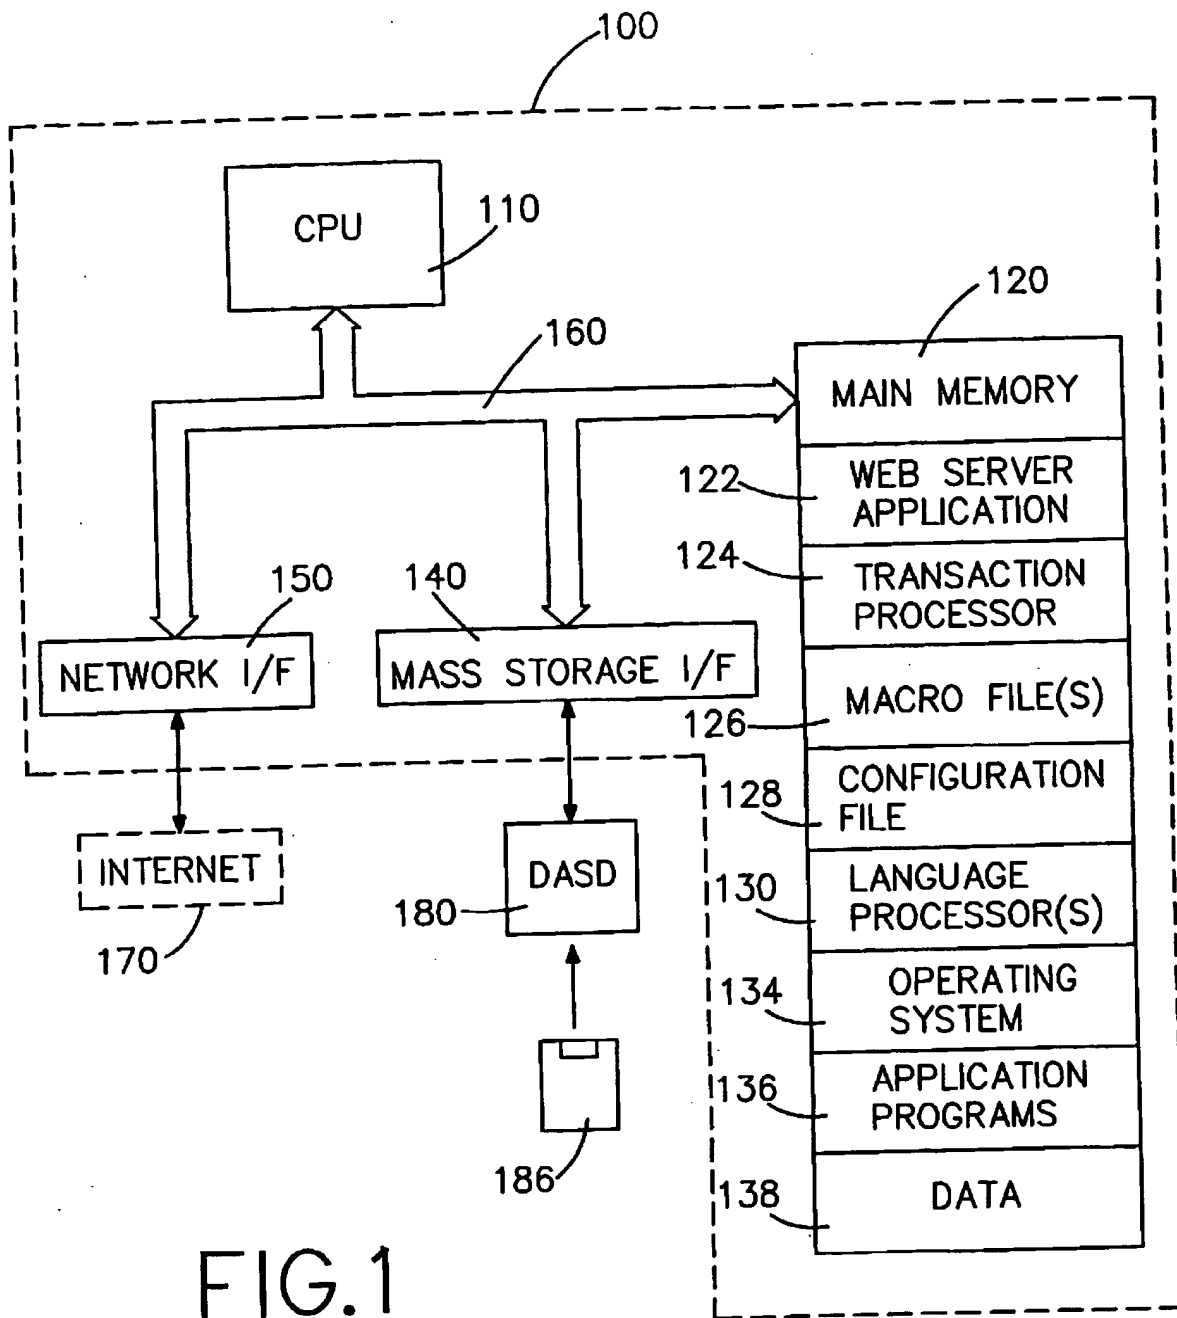 100
CPU
110
120
160
MAIN MEMORY
122
WEB SERVER
APPLICATION
124
TRANSACTION
PROCESSOR
150
140
NETWORK I/F
MASS STORAGE I/F
MACRO FILE(S)
126
CONFIGURATION
FILE
128
INTERNET
DASD
180
130
LANGUAGE
PROCESSOR(S)
170
134
OPERATING
SYSTEM
136
APPLICATION
PROGRAMS
186
138
DATA
FIG.1